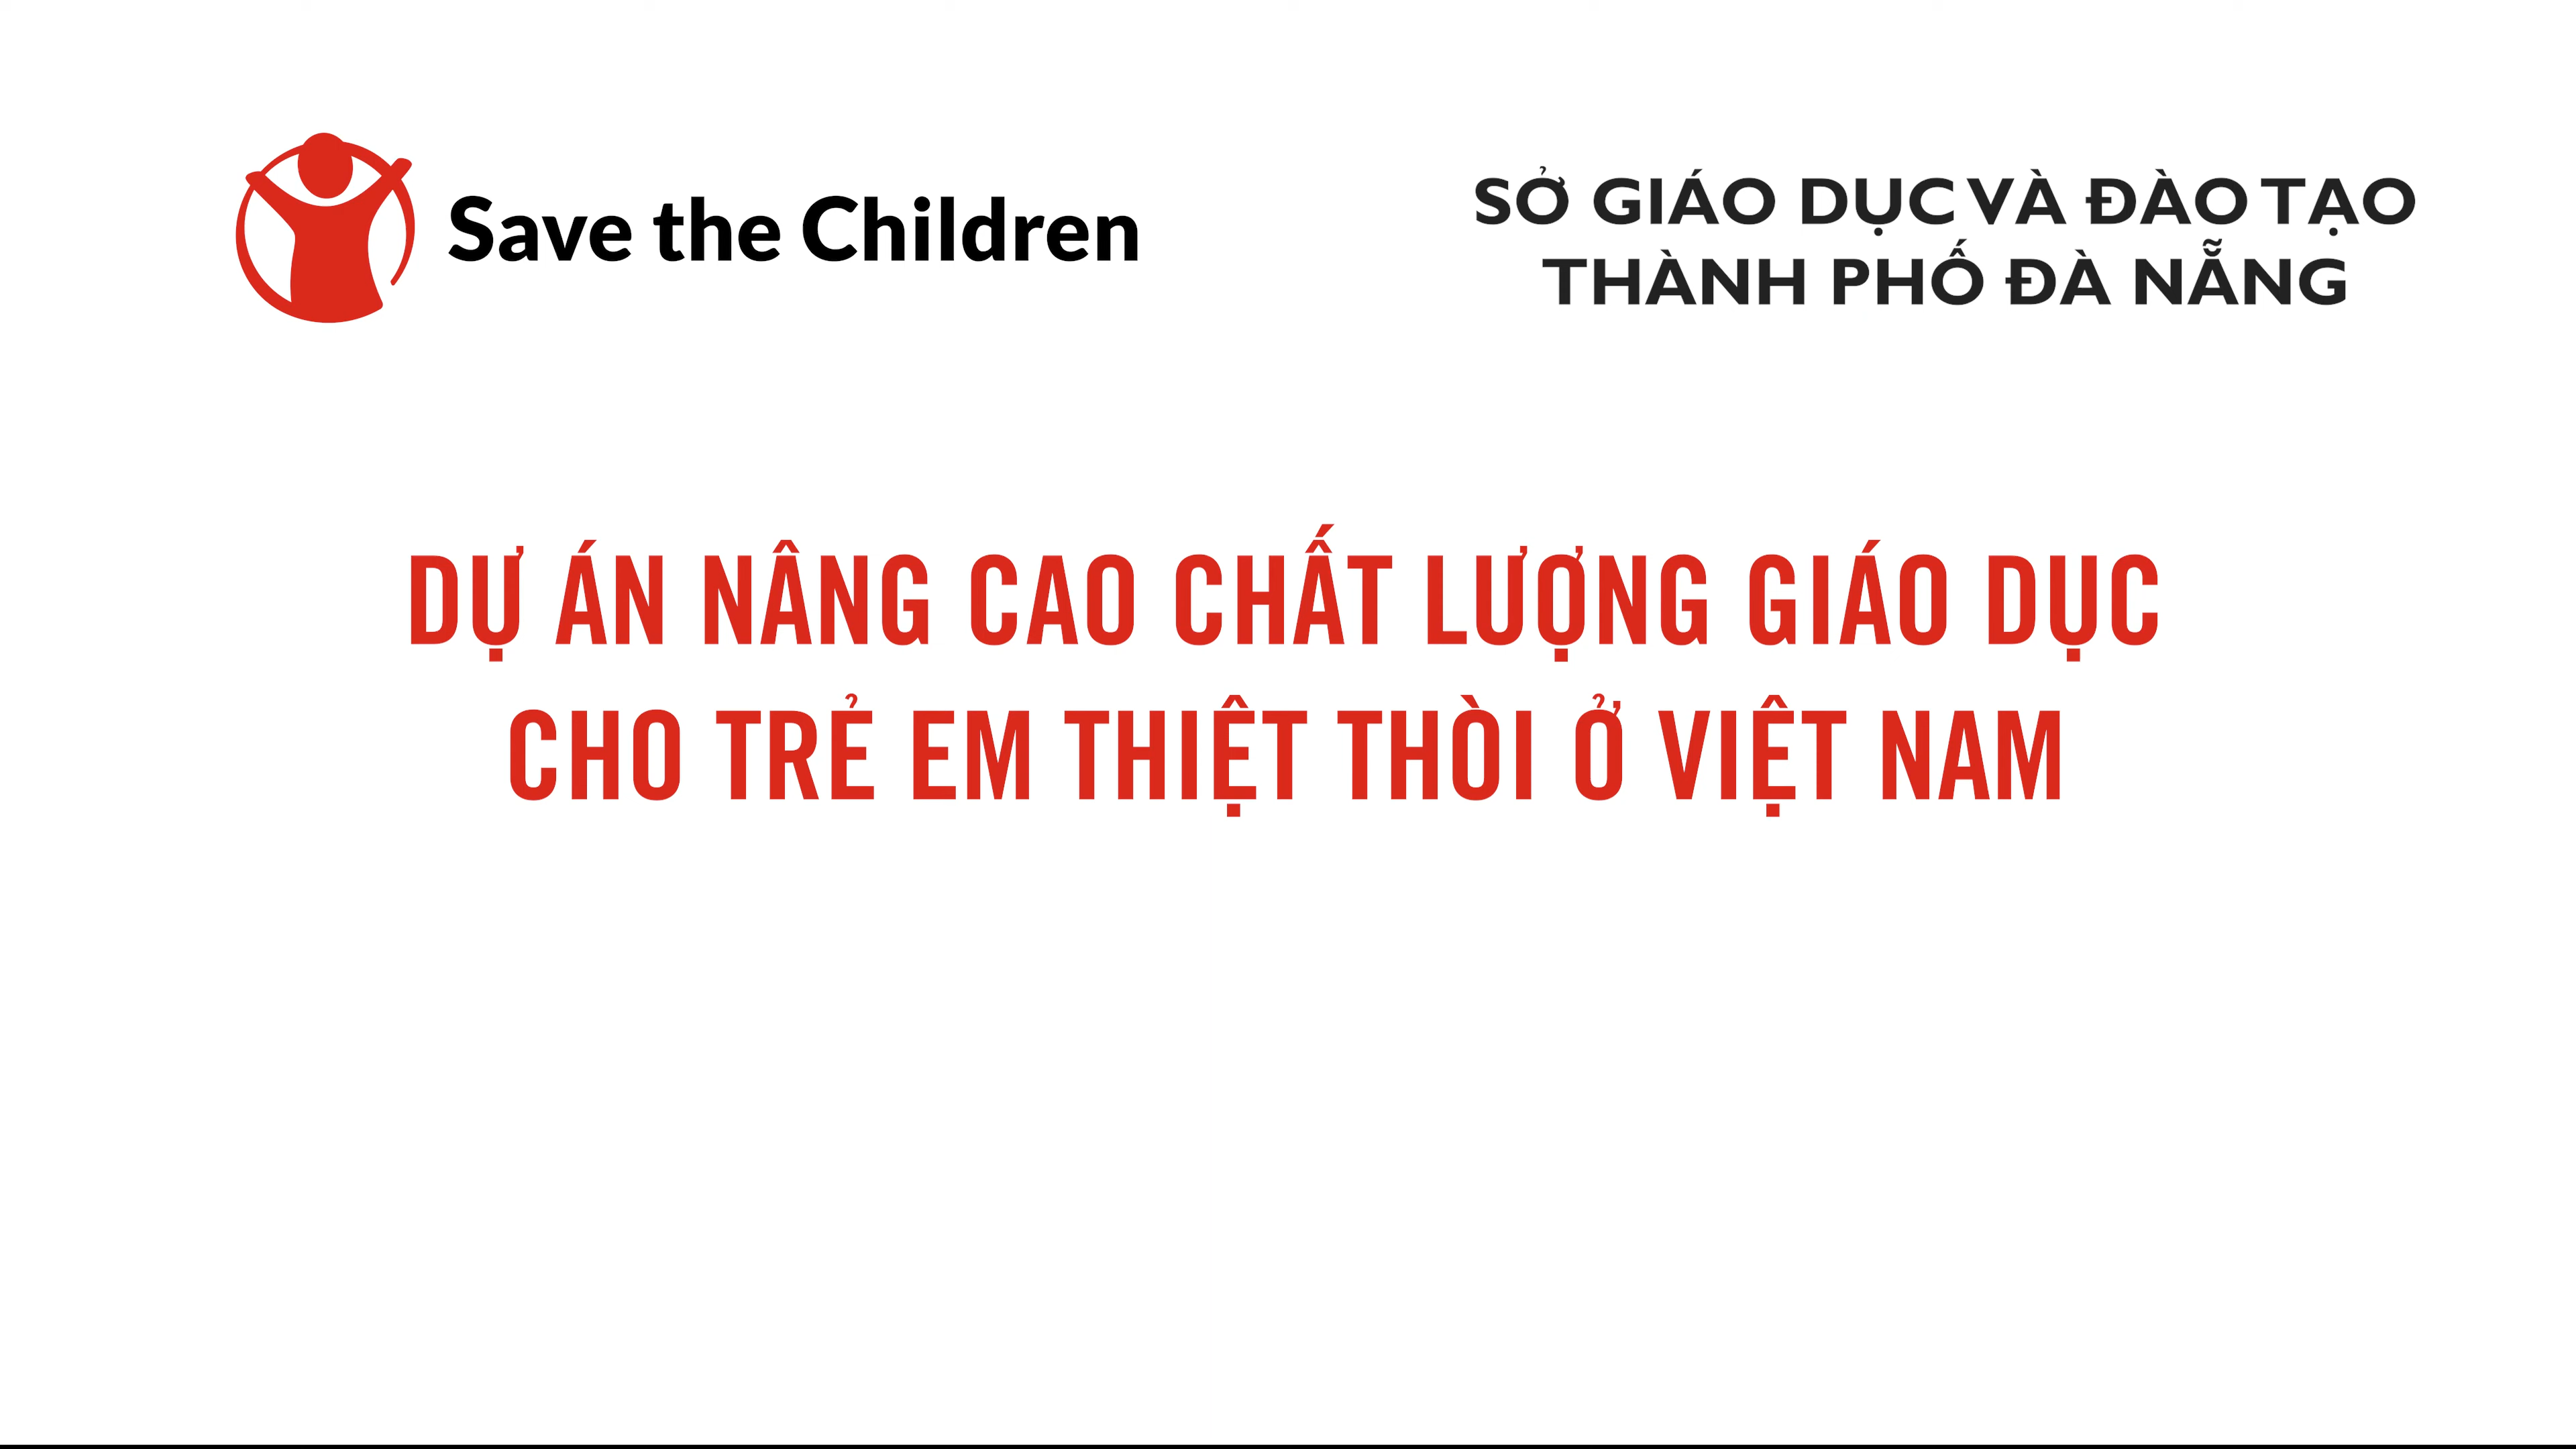 Save the Children
SỞ GIÁO DỤC VÀ ĐÀO TẠO
THÀNH PHỐ ĐÀ NẴNG
DỰ ÁN NÂNG CAO CHẤT LƯỢNG GIÁO DỤC
CHO TRẺ EM THIỆT THÒI Ở VIỆT NAM